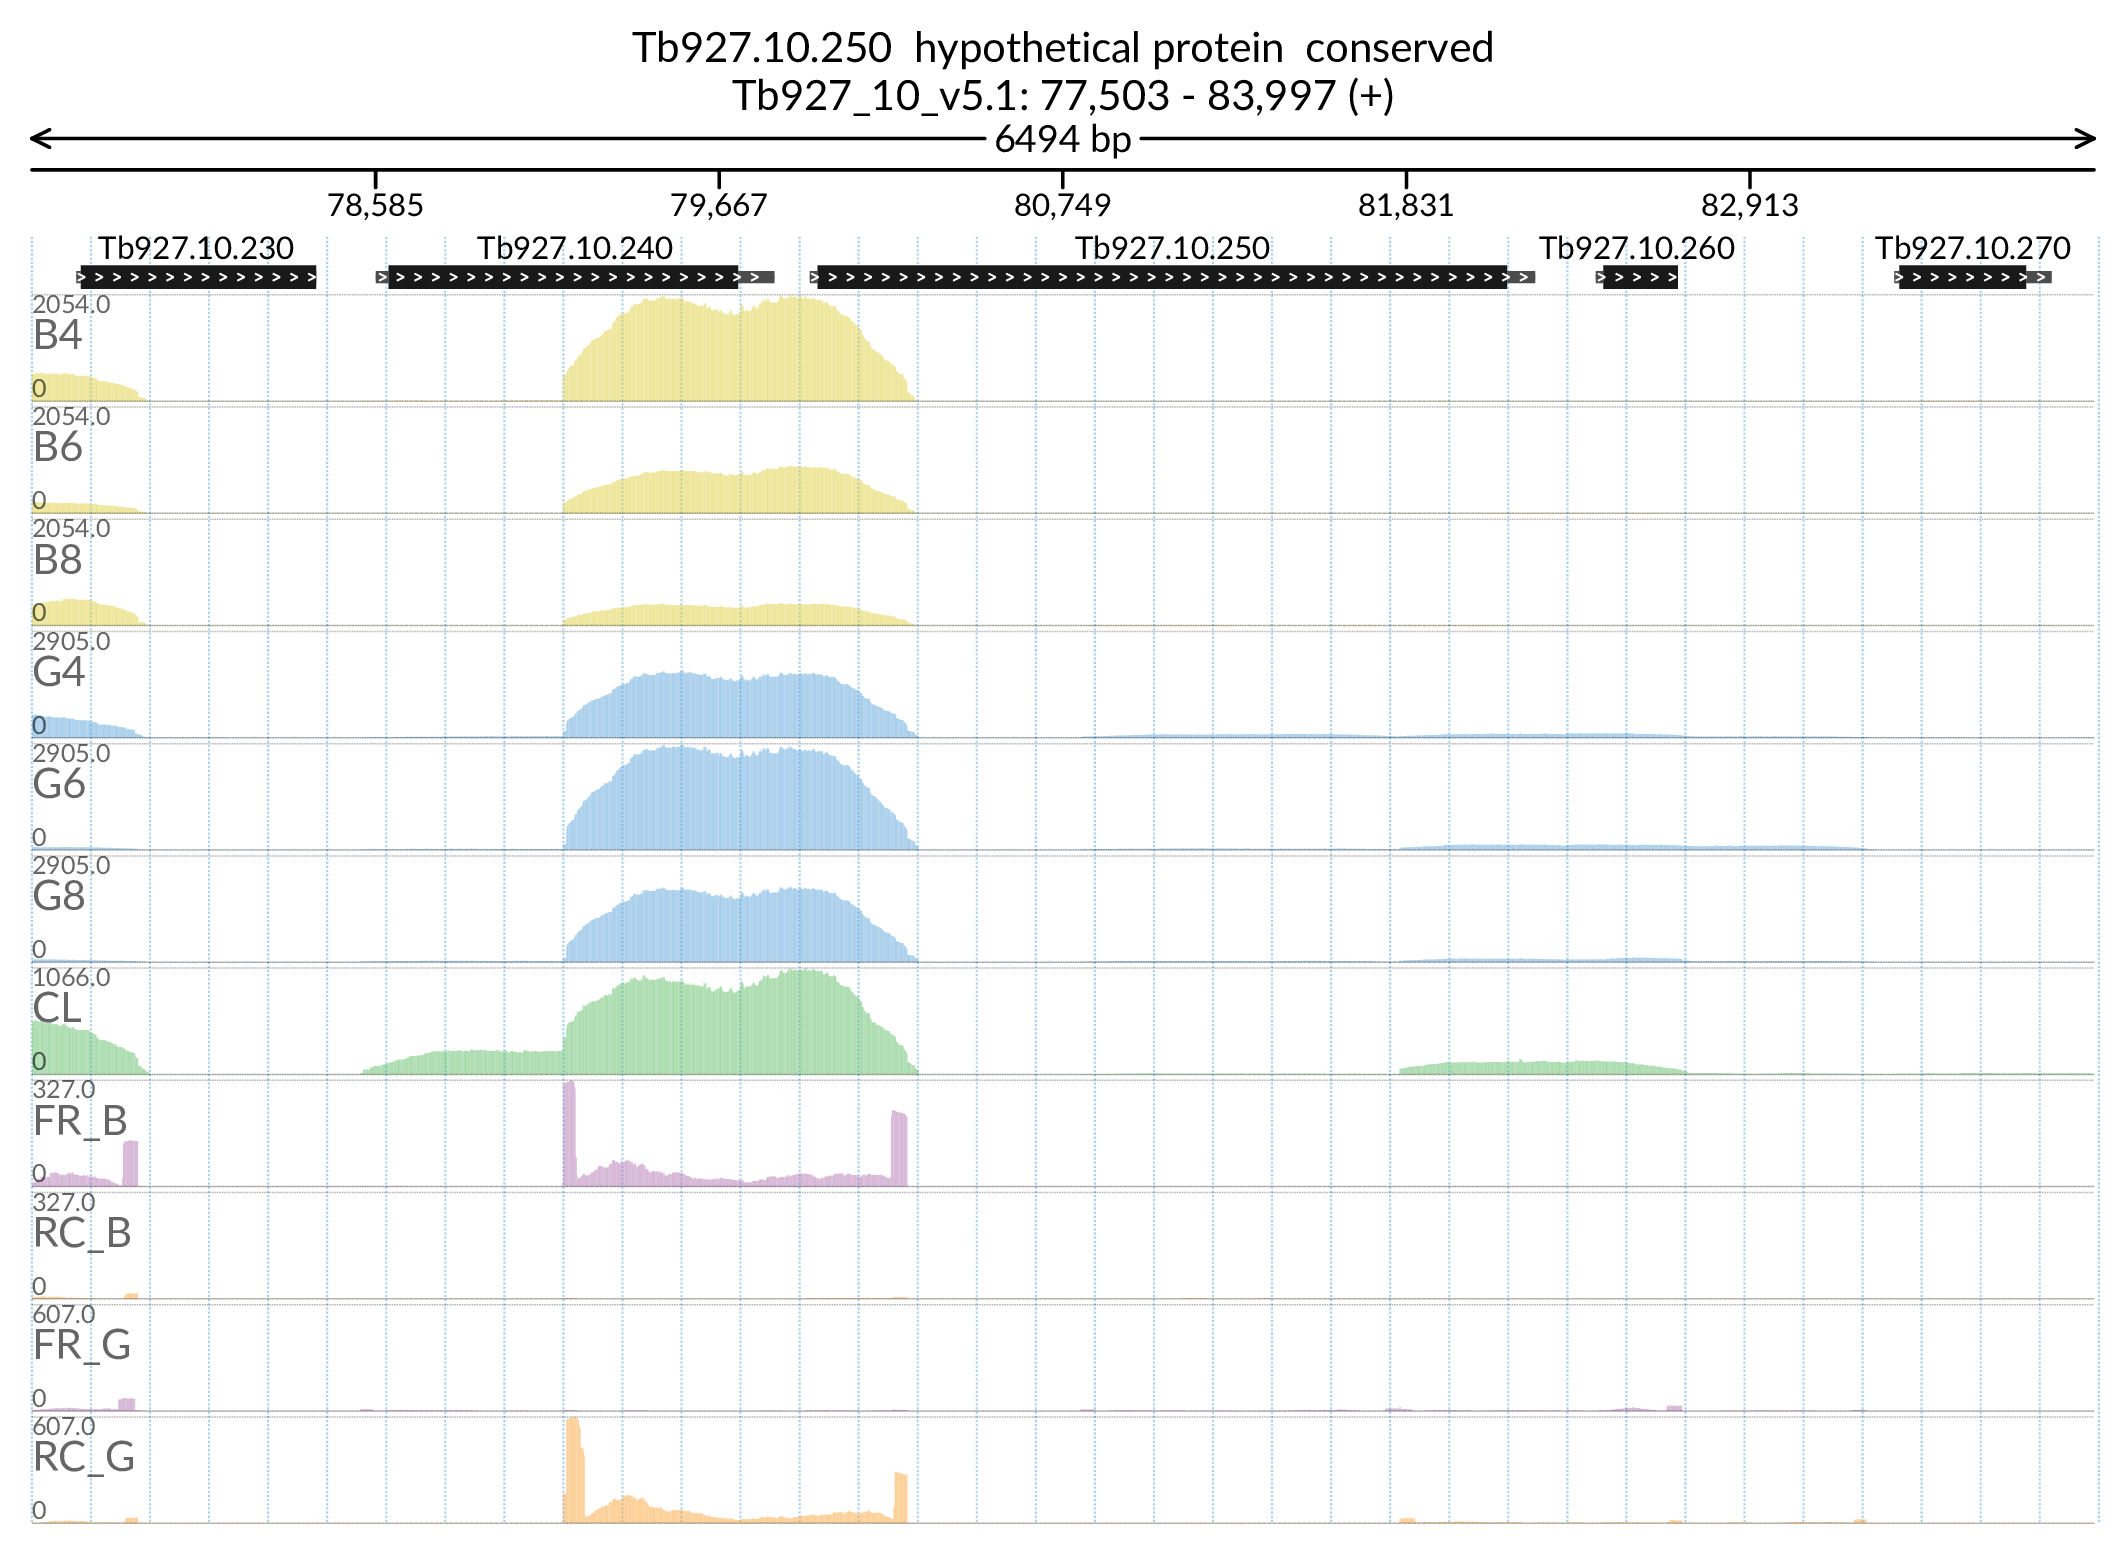 Tb927.10.250  hypothetical protein  conserved
Tb927_10_v5.1: 77,503 - 83,997 (+)
6494 bp
78,585 79,667 80,749 81,831 82,913
Tb927.10.230 Tb927.10.240 Tb927.10.250 Tb927.10.260 Tb927.10.270
2054.0
B4
0
2054.0
B6
0
2054.0
B8
0
2905.0
G4
0
2905.0
G6
0
2905.0
G8
0
1066.0
CL
0
327.0
FR_B
0
327.0
RC_B
0
607.0
FR_G
0
607.0
RC_G
0